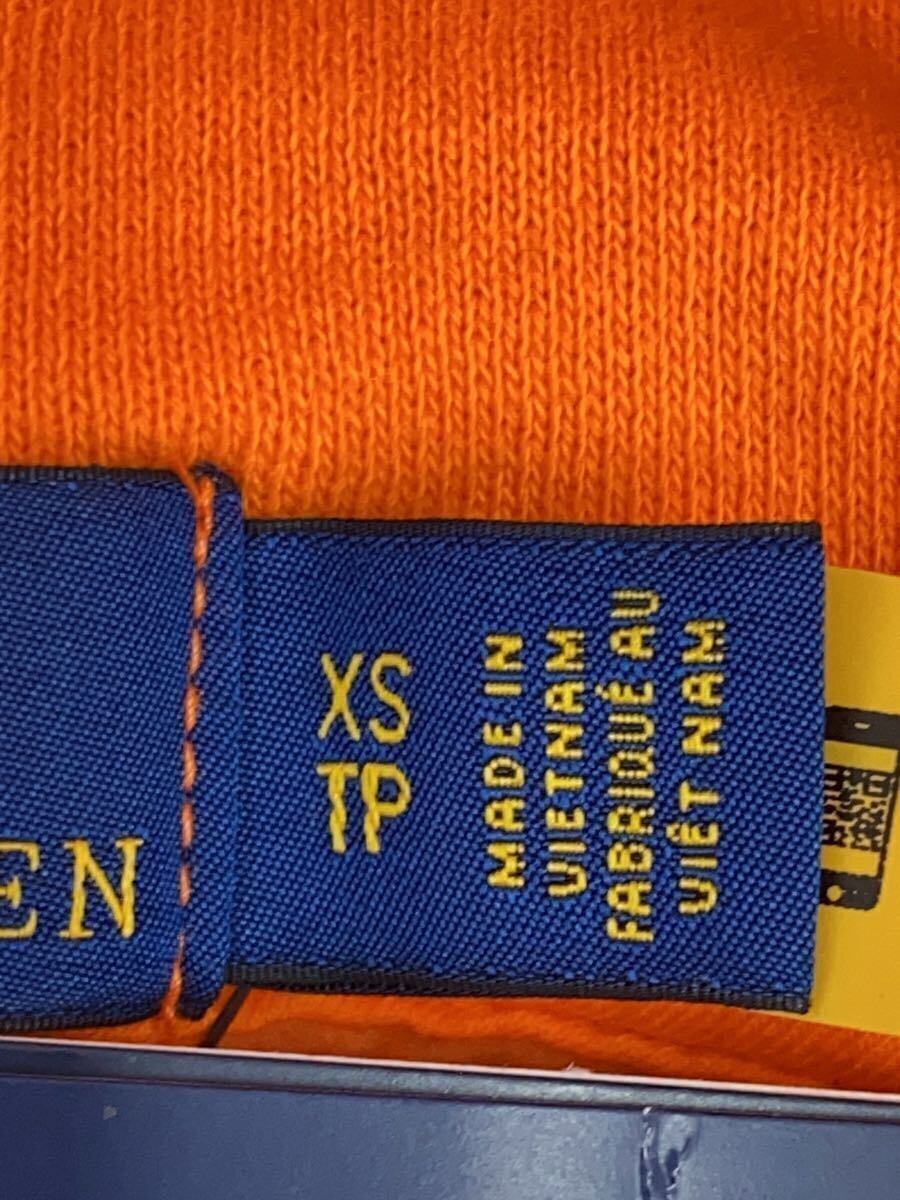 EN
XS
TP
MADE IN
VIETNAM
FABRIQUÉ AU
VIÊT NAM